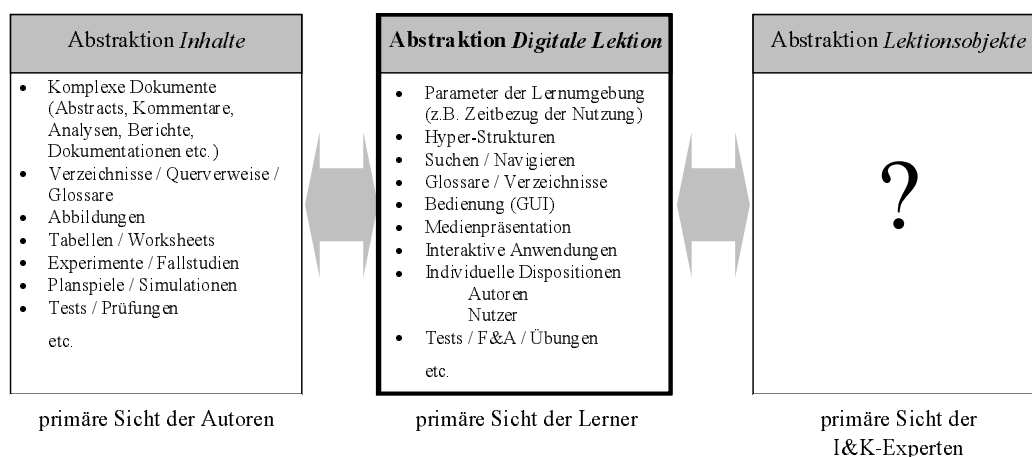 Abstraktion Inhalte
• Komplexe Dokumente
(Abstracts, Kommentare,
Analysen, Berichte,
Dokumentationen etc.)
• Verzeichnisse / Querverweise /
Glossare
• Abbildungen
• Tabellen / Worksheets
• Experimente / Fallstudien
• Planspiele / Simulationen
• Tests / Prüfungen
etc.
primäre Sicht der Autoren
Abstraktion Digitale Lektion
• Parameter der Lernumgebung
(z.B. Zeitbezug der Nutzung)
• Hyper-Strukturen
• Suchen / Navigieren
• Glossare / Verzeichnisse
• Bedienung (GUI)
• Medienpräsentation
• Interaktive Anwendungen
• Individuelle Dispositionen
Autoren
Nutzer
• Tests / F&A / Übungen
etc.
primäre Sicht der Lerner
Abstraktion Lektionsobjekte
?
primäre Sicht der
I&K-Experten